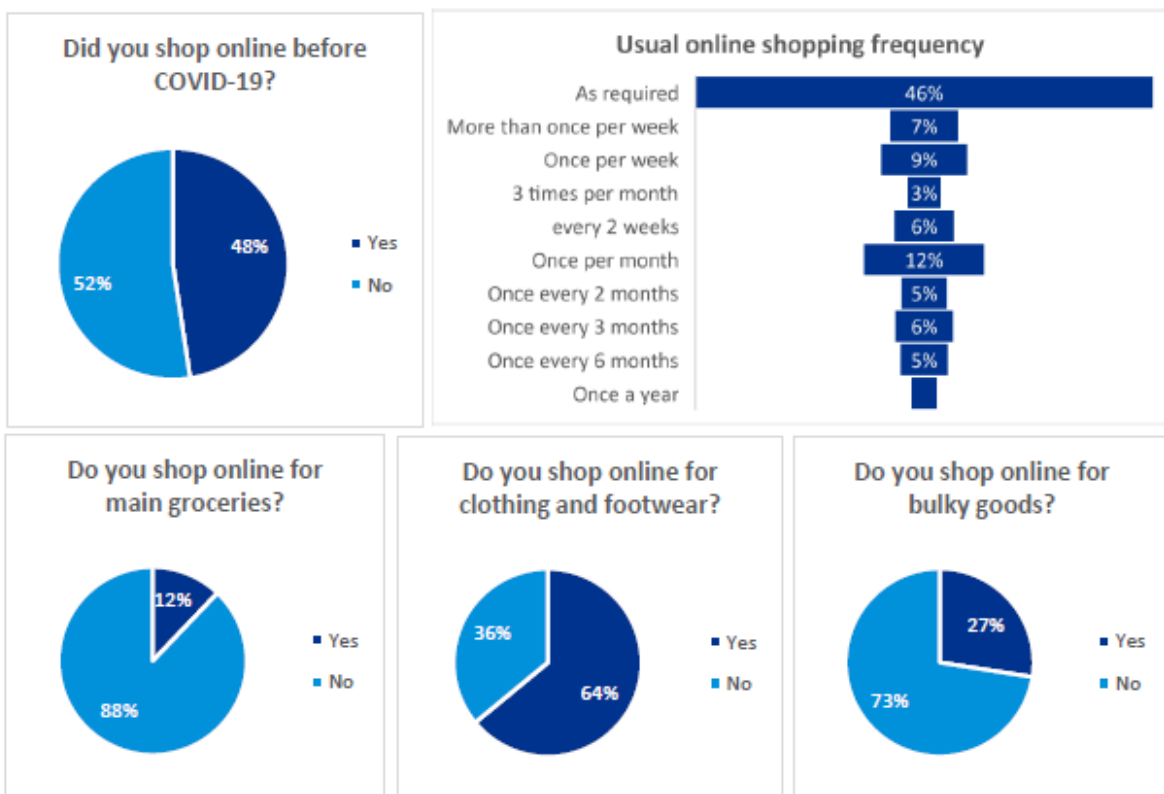 Did you shop online before
COVID-19?
48%
52%
Yes
No
Usual online shopping frequency
As required
46%
More than once per week
7%
Once per week
9%
3 times per month
3%
every 2 weeks
6%
Once per month
12%
Once every 2 months
5%
Once every 3 months
6%
Once every 6 months
5%
Once a year
Do you shop online for
main groceries?
12%
88%
Yes
No
Do you shop online for
clothing and footwear?
36%
64%
Yes
No
Do you shop online for
bulky goods?
27%
73%
Yes
No